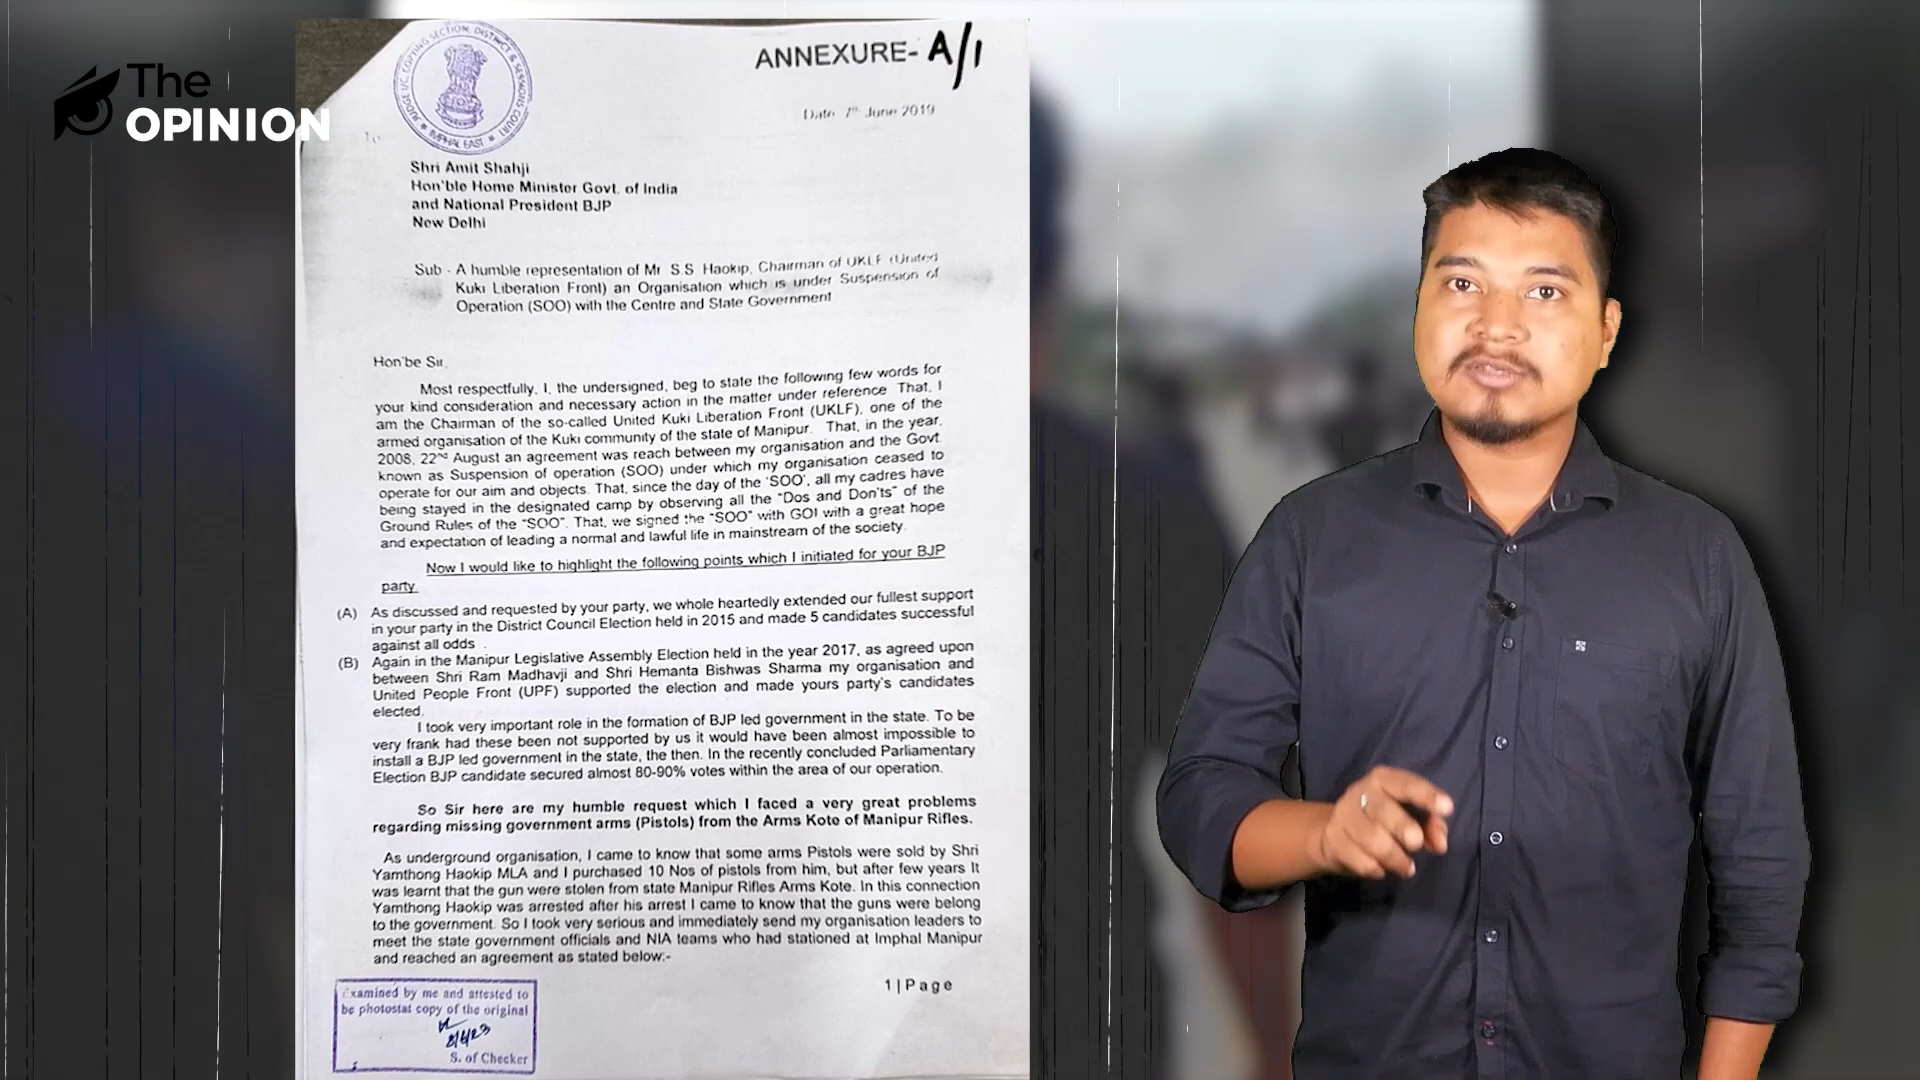 The
OPINION
JUDGE I/C, COPYING SECTION, DISTRICT & SESSIONS COURT
★ IMPHAL EAST ★
ANNEXURE- A/1
Date 7th June 2019
To
Shri Amit Shahji
Hon'ble Home Minister Govt. of India
and National President BJP
New Delhi
Sub - A humble representation of Mr S.S Haokip, Chairman of UKLF (United
Kuki Liberation Front) an Organisation which is under Suspension of
Operation (SOO) with the Centre and State Government
Hon'be Sir,
Most respectfully, I, the undersigned, beg to state the following few words for
your kind consideration and necessary action in the matter under reference That, I
am the Chairman of the so-called United Kuki Liberation Front (UKLF), one of the
armed organisation of the Kuki community of the state of Manipur. That, in the year,
2008, 22nd August an agreement was reach between my organisation and the Govt.
known as Suspension of operation (SOO) under which my organisation ceased to
operate for our aim and objects. That, since the day of the 'SOO', all my cadres have
being stayed in the designated camp by observing all the "Dos and Don'ts" of the
Ground Rules of the "SOO". That, we signed the "SOO" with GOI with a great hope
and expectation of leading a normal and lawful life in mainstream of the society.
Now I would like to highlight the following points which I initiated for your BJP
party.
(A) As discussed and requested by your party, we whole heartedly extended our fullest support
in your party in the District Council Election held in 2015 and made 5 candidates successful
against all odds .
(B) Again in the Manipur Legislative Assembly Election held in the year 2017, as agreed upon
between Shri Ram Madhavji and Shri Hemanta Bishwas Sharma my organisation and
United People Front (UPF) supported the election and made yours party's candidates
elected.
I took very important role in the formation of BJP led government in the state. To be
very frank had these been not supported by us it would have been almost impossible to
install a BJP led government in the state, the then. In the recently concluded Parliamentary
Election BJP candidate secured almost 80-90% votes within the area of our operation.
So Sir here are my humble request which I faced a very great problems
regarding missing government arms (Pistols) from the Arms Kote of Manipur Rifles.
As underground organisation, I came to know that some arms Pistols were sold by Shri
Yamthong Haokip MLA and I purchased 10 Nos of pistols from him, but after few years It
was learnt that the gun were stolen from state Manipur Rifles Arms Kote. In this connection
Yamthong Haokip was arrested after his arrest I came to know that the guns were belong
to the government. So I took very serious and immediately send my organisation leaders to
meet the state government officials and NIA teams who had stationed at Imphal Manipur
and reached an agreement as stated below:-
1 | P a g e
Examined by me and attested to
be photostat copy of the original
8/6/23
S. of Checker